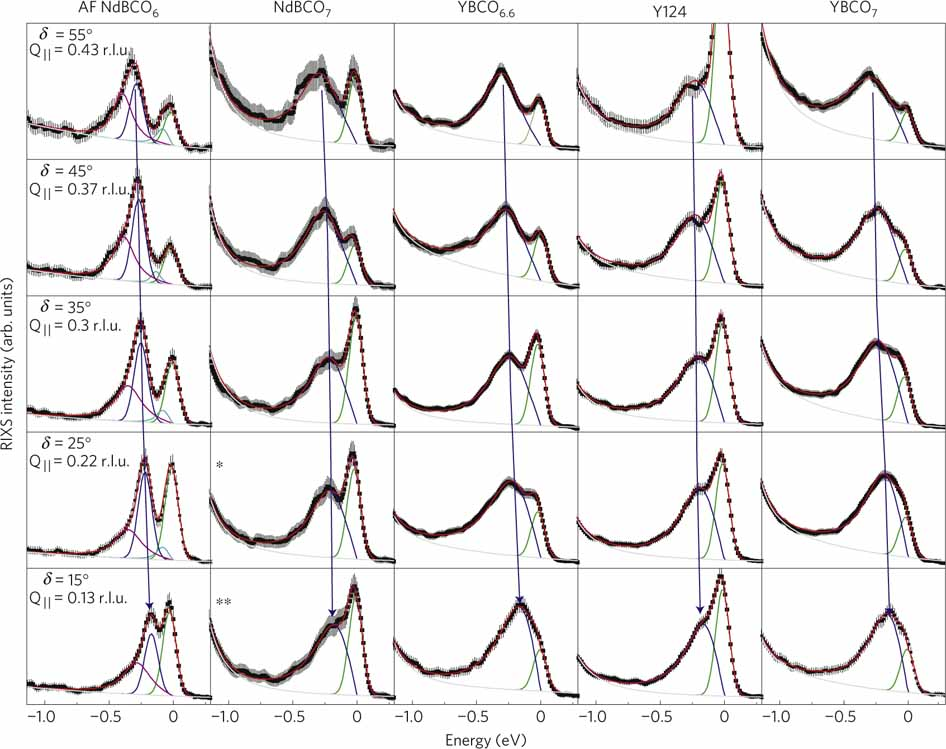 AF NdBCO₆ NdBCO₇ YBCO₆.₆ Y124 YBCO₇
δ = 55°
Q|| = 0.43 r.l.u.
δ = 45°
Q|| = 0.37 r.l.u.
δ = 35°
Q|| = 0.3 r.l.u.
δ = 25°
Q|| = 0.22 r.l.u.
*
δ = 15°
Q|| = 0.13 r.l.u.
**
RIXS intensity (arb. units)
−1.0 −0.5 0 −1.0 −0.5 0 −1.0 −0.5 0 −1.0 −0.5 0 −1.0 −0.5 0
Energy (eV)